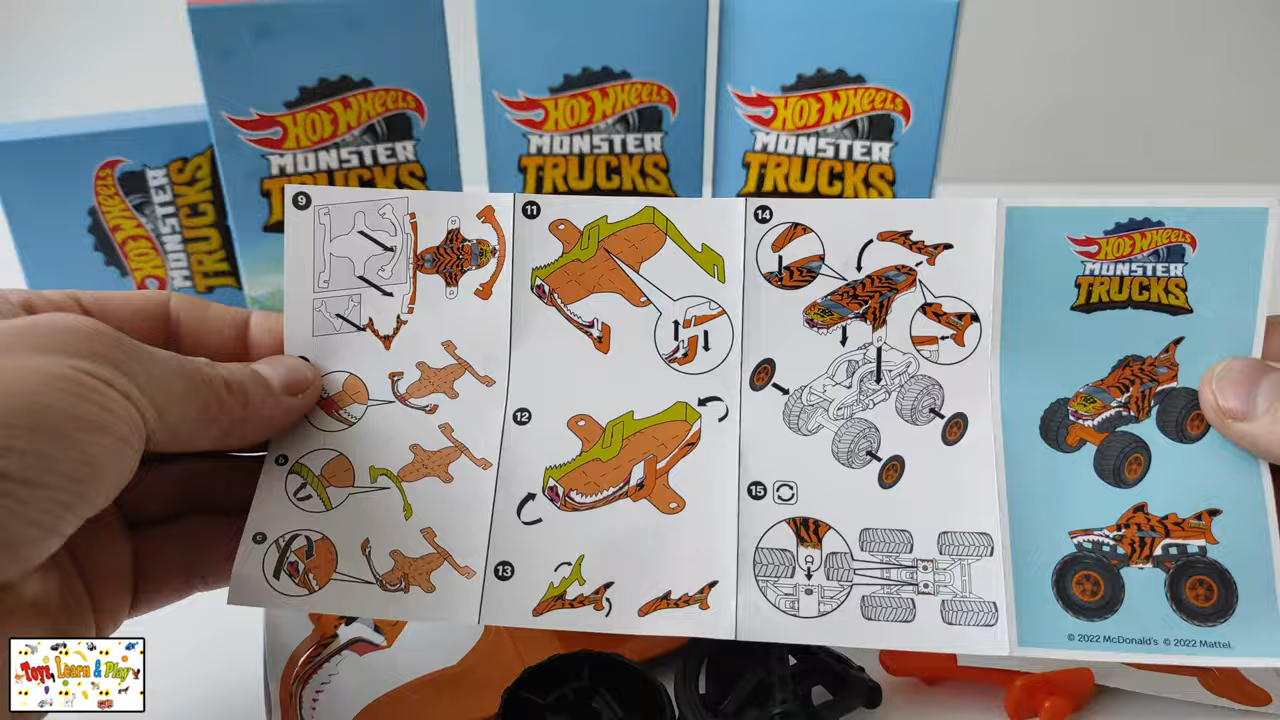 HOT WHEELS
MONSTER
TRUCKS
HOT WHEELS
MONSTER
TRUCKS
HOT WHEELS
MONSTER
TRUCKS
HOT WHEELS
MONSTER
TRUCKS
9
b
c
11
12
13
14
15
HOT WHEELS
MONSTER
TRUCKS
© 2022 McDonald's © 2022 Mattel
Toys, Learn & Play